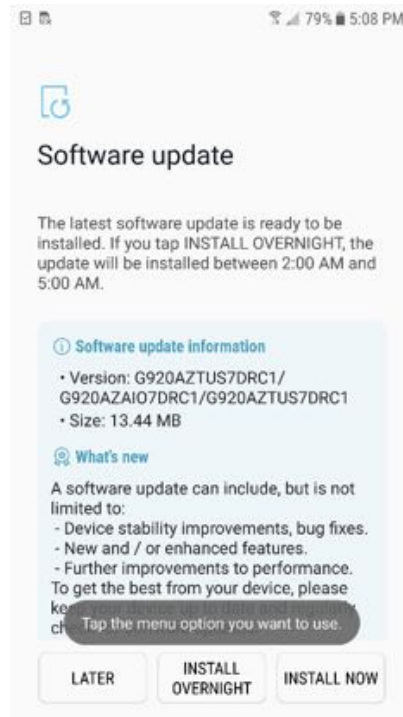 79% 5:08 PM
Software update
The latest software update is ready to be
installed. If you tap INSTALL OVERNIGHT, the
update will be installed between 2:00 AM and
5:00 AM.
Software update information
• Version: G920AZTUS7DRC1/
G920AZAIO7DRC1/G920AZTUS7DRC1
• Size: 13.44 MB
What's new
A software update can include, but is not
limited to:
- Device stability improvements, bug fixes.
- New and / or enhanced features.
- Further improvements to performance.
To get the best from your device, please
Tap the menu option you want to use.
LATER
INSTALL
OVERNIGHT
INSTALL NOW